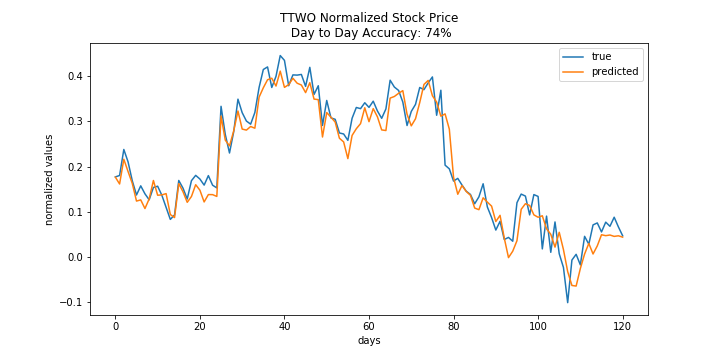 TTWO Normalized Stock Price
Day to Day Accuracy: 74%
true
predicted
normalized values
0.4
0.3
0.2
0.1
0.0
−0.1
0
20
40
60
80
100
120
days